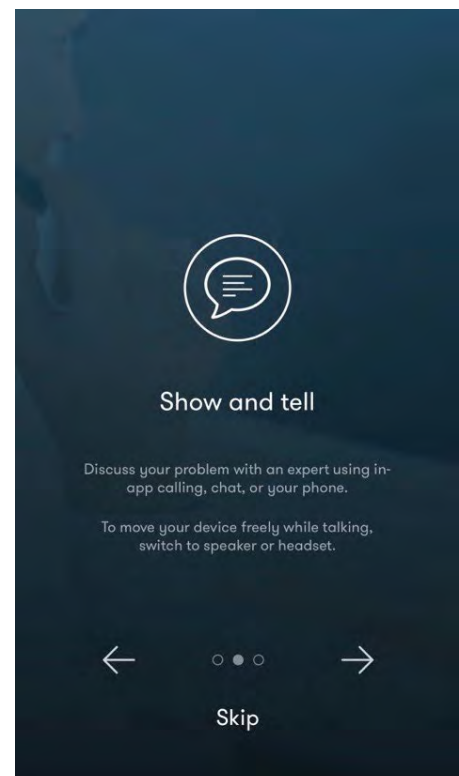 Show and tell
Discuss your problem with an expert using in-
app calling, chat, or your phone.
To move your device freely while talking,
switch to speaker or headset.
Skip